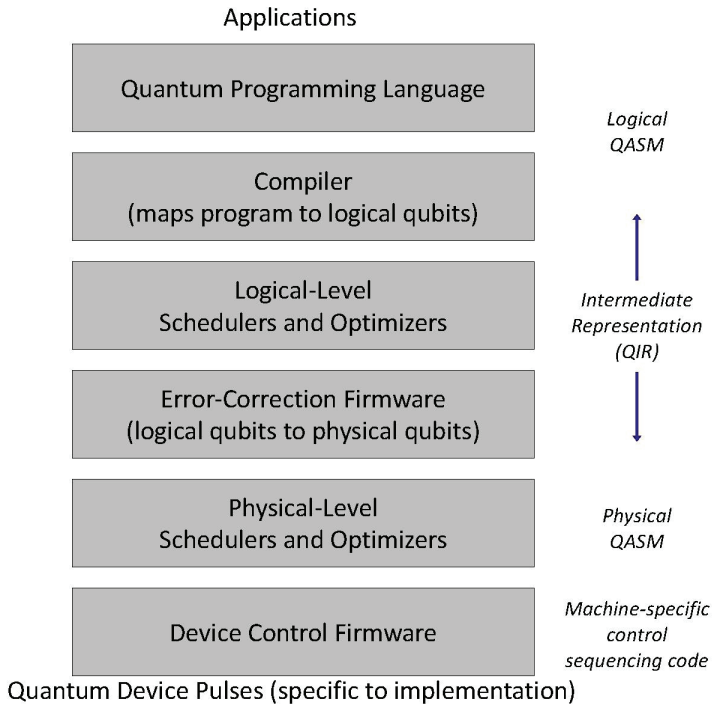 Applications
Quantum Programming Language
Logical
QASM
Compiler
(maps program to logical qubits)
Logical-Level
Schedulers and Optimizers
Intermediate
Representation
(QIR)
Error-Correction Firmware
(logical qubits to physical qubits)
Physical-Level
Schedulers and Optimizers
Physical
QASM
Device Control Firmware
Machine-specific
control
sequencing code
Quantum Device Pulses (specific to implementation)